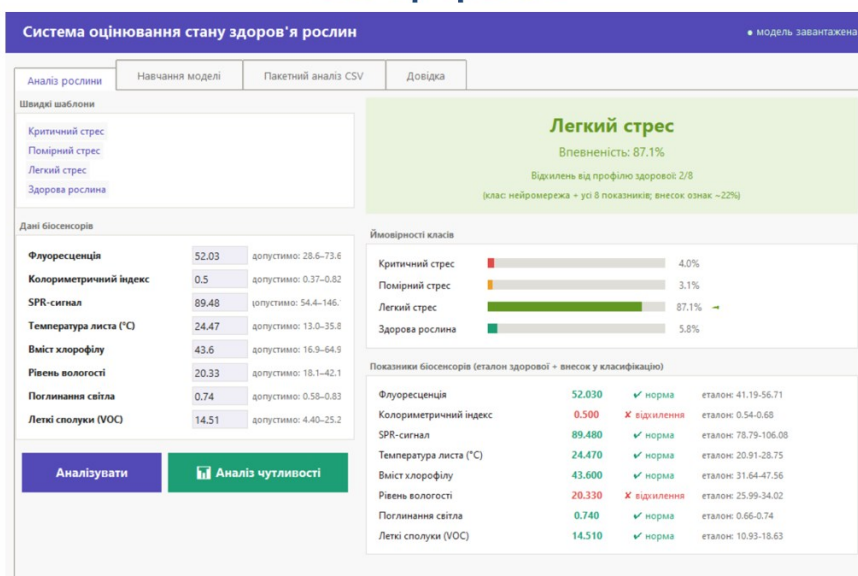 Система оцінювання стану здоров'я рослин
● модель завантажена
Аналіз рослини
Навчання моделі
Пакетний аналіз CSV
Довідка
Швидкі шаблони
Критичний стрес
Помірний стрес
Легкий стрес
Здорова рослина
Дані біосенсорів
Флуоресценція 52.03 допустимо: 28.6–73.6
Колориметричний індекс 0.5 допустимо: 0.37–0.82
SPR-сигнал 89.48 допустимо: 54.4–146.
Температура листа (°C) 24.47 допустимо: 13.0–35.8
Вміст хлорофілу 43.6 допустимо: 16.9–64.9
Рівень вологості 20.33 допустимо: 18.1–42.1
Поглинання світла 0.74 допустимо: 0.58–0.83
Леткі сполуки (VOC) 14.51 допустимо: 4.40–25.2
Аналізувати
Аналіз чутливості
Легкий стрес
Впевненість: 87.1%
Відхилень від профілю здорової: 2/8
(клас: нейромережа + усі 8 показників; внесок ознак ~22%)
Ймовірності класів
Критичний стрес 4.0%
Помірний стрес 3.1%
Легкий стрес 87.1%
Здорова рослина 5.8%
Показники біосенсорів (еталон здорової + внесок у класифікацію)
Флуоресценція 52.030 ✔ норма еталон: 41.19-56.71
Колориметричний індекс 0.500 ✘ відхилення еталон: 0.54-0.68
SPR-сигнал 89.480 ✔ норма еталон: 78.79-106.08
Температура листа (°C) 24.470 ✔ норма еталон: 20.91-28.75
Вміст хлорофілу 43.600 ✔ норма еталон: 31.64-47.56
Рівень вологості 20.330 ✘ відхилення еталон: 25.99-34.02
Поглинання світла 0.740 ✔ норма еталон: 0.66-0.74
Леткі сполуки (VOC) 14.510 ✔ норма еталон: 10.93-18.63